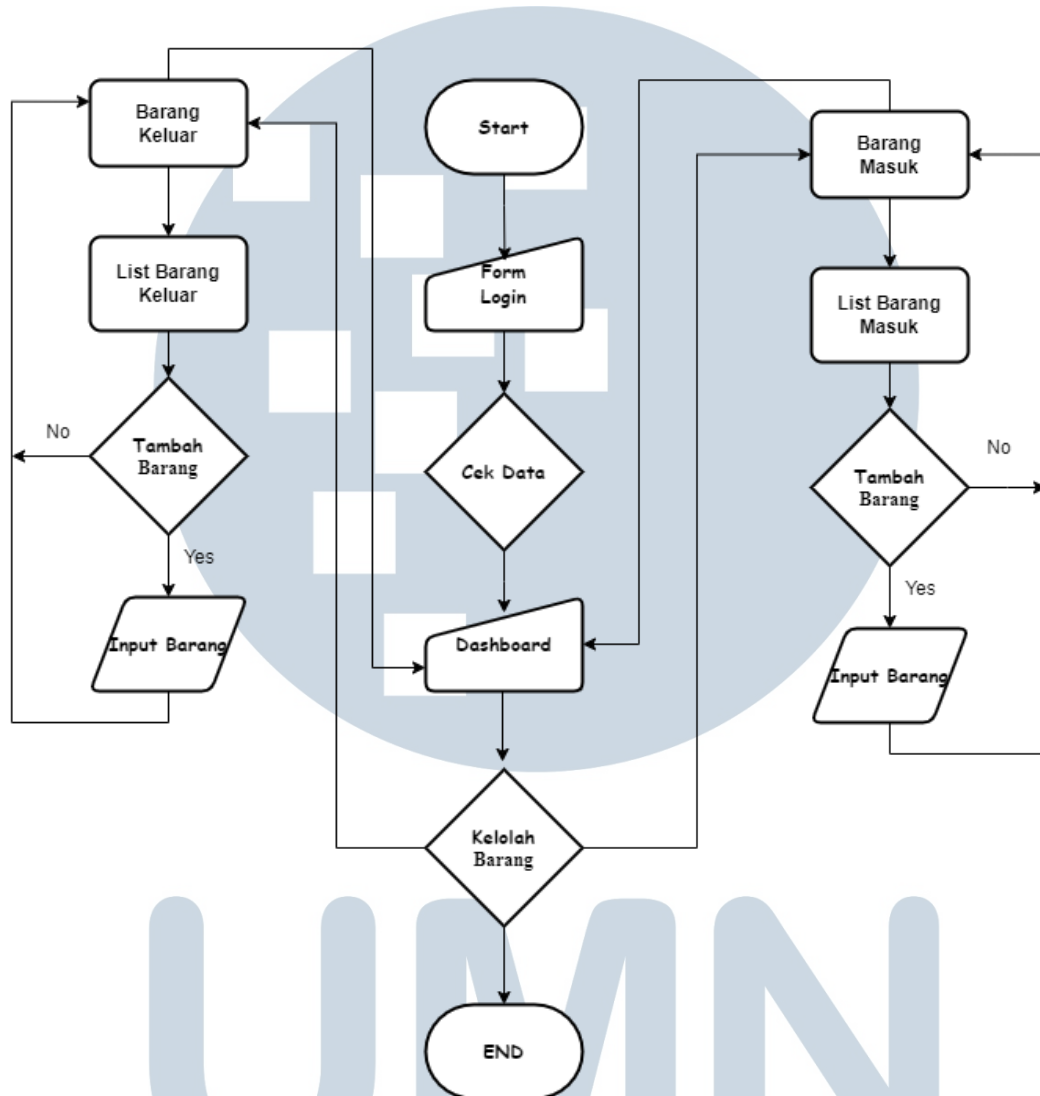 Barang
Keluar
Start
Barang
Masuk
List Barang
Keluar
Form
Login
List Barang
Masuk
No
Tambah
Barang
Cek Data
Tambah
Barang
No
Yes
Yes
Input Barang
Dashboard
Input Barang
Kelolah
Barang
END
UMN